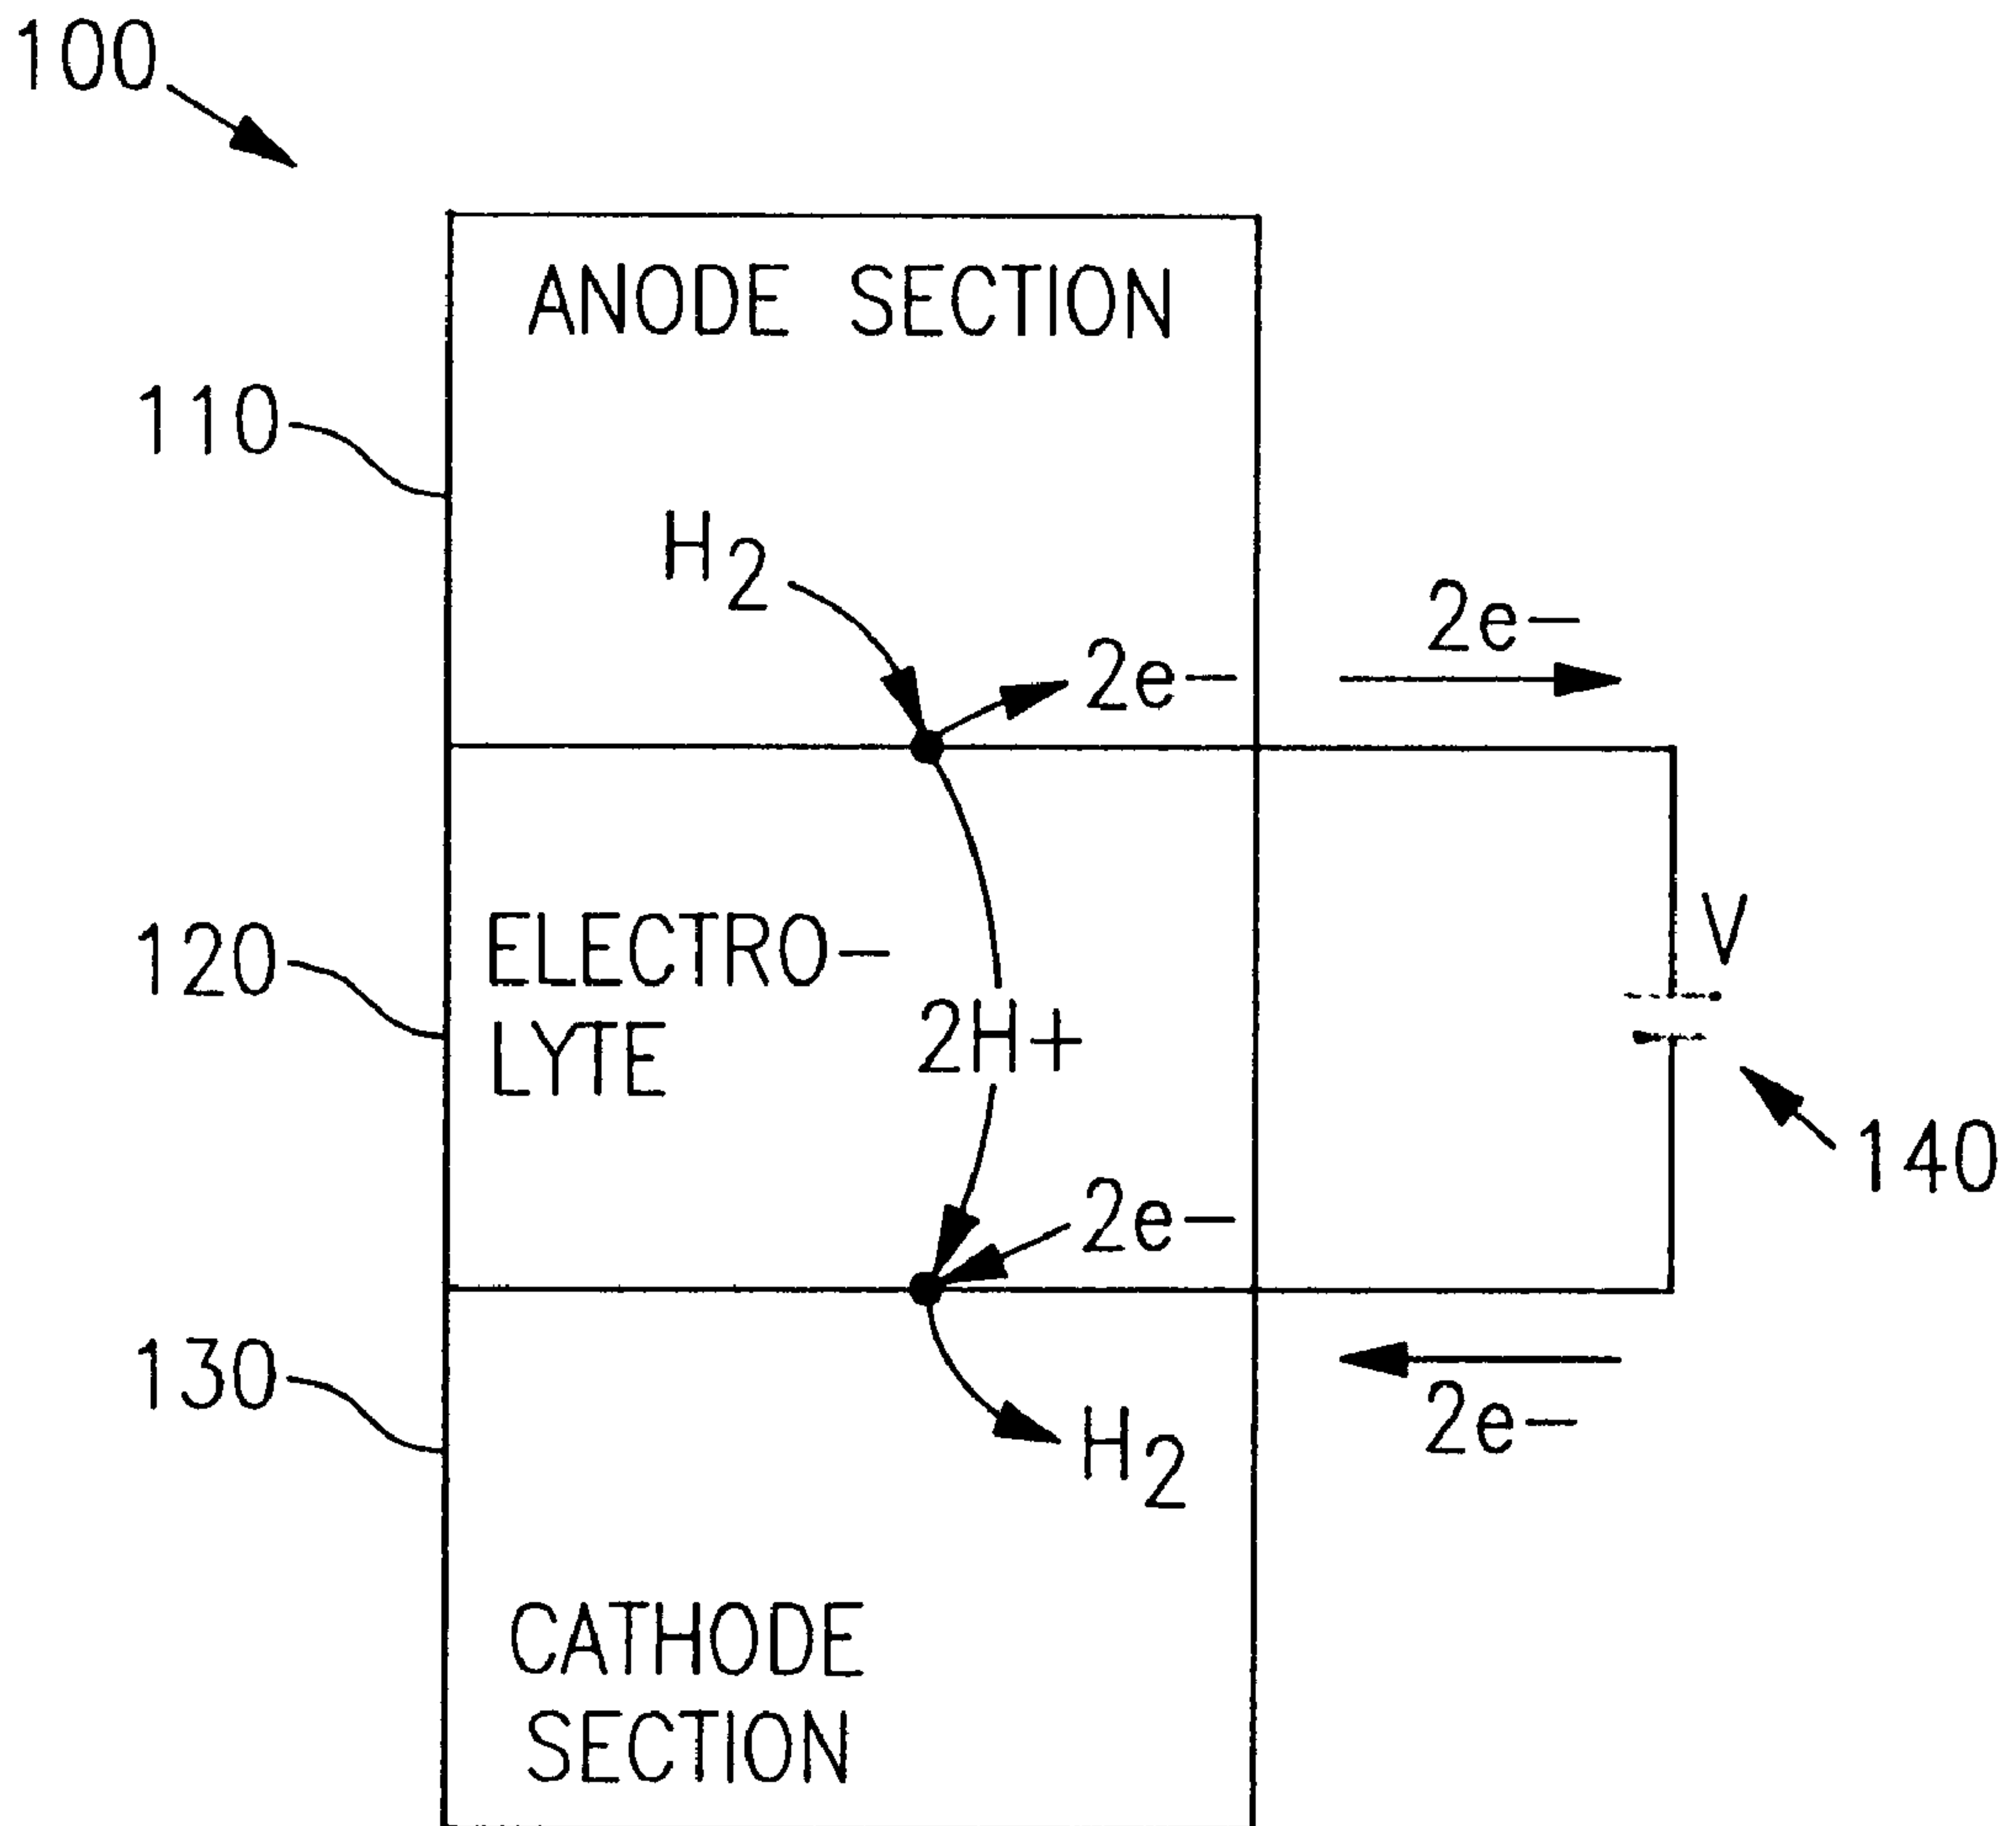 100
ANODE SECTION
110
H2
2e-
2e-
V
120
ELECTRO-
LYTE
2H+
140
2e-
130
2e-
H2
CATHODE
SECTION